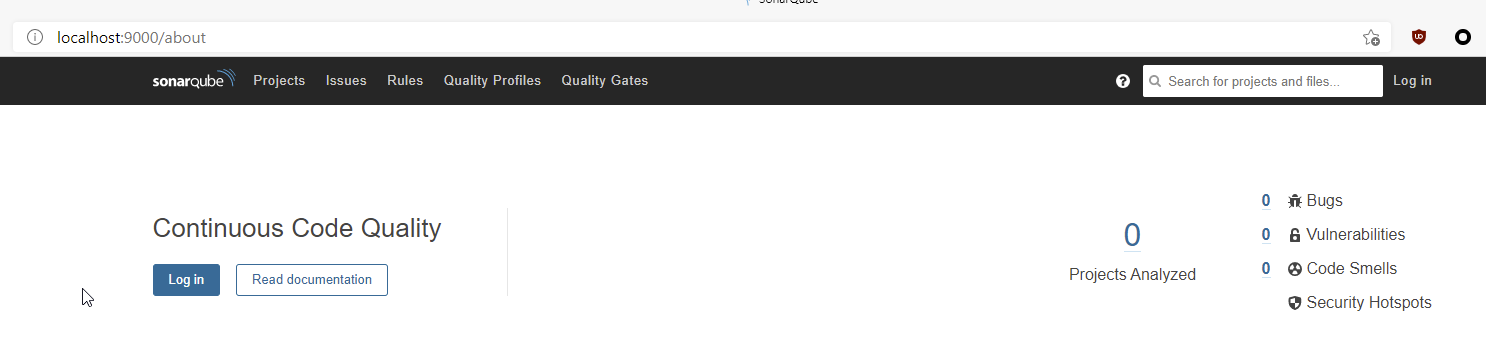 SonarQube
localhost:9000/about
sonarqube Projects Issues Rules Quality Profiles Quality Gates ? Search for projects and files... Log in
0 Bugs
Continuous Code Quality
0
0 Vulnerabilities
Log in Read documentation
Projects Analyzed
0 Code Smells
Security Hotspots